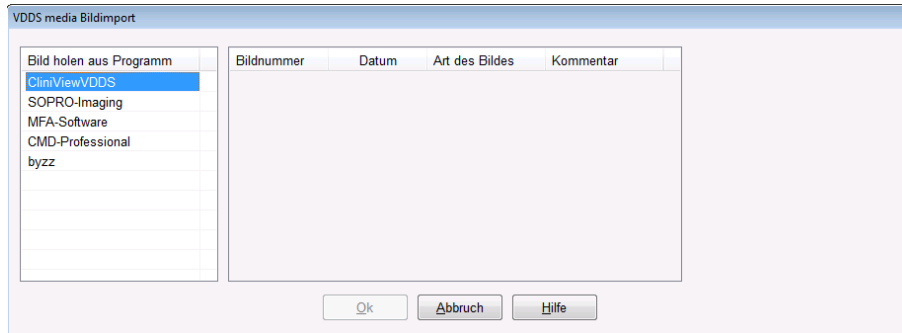 VDDS media Bildimport
Bild holen aus Programm
CliniViewVDDS
SOPRO-Imaging
MFA-Software
CMD-Professional
byzz
Bildnummer Datum Art des Bildes Kommentar
Ok Abbruch Hilfe